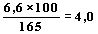 6,6 × 100
165
= 4,0